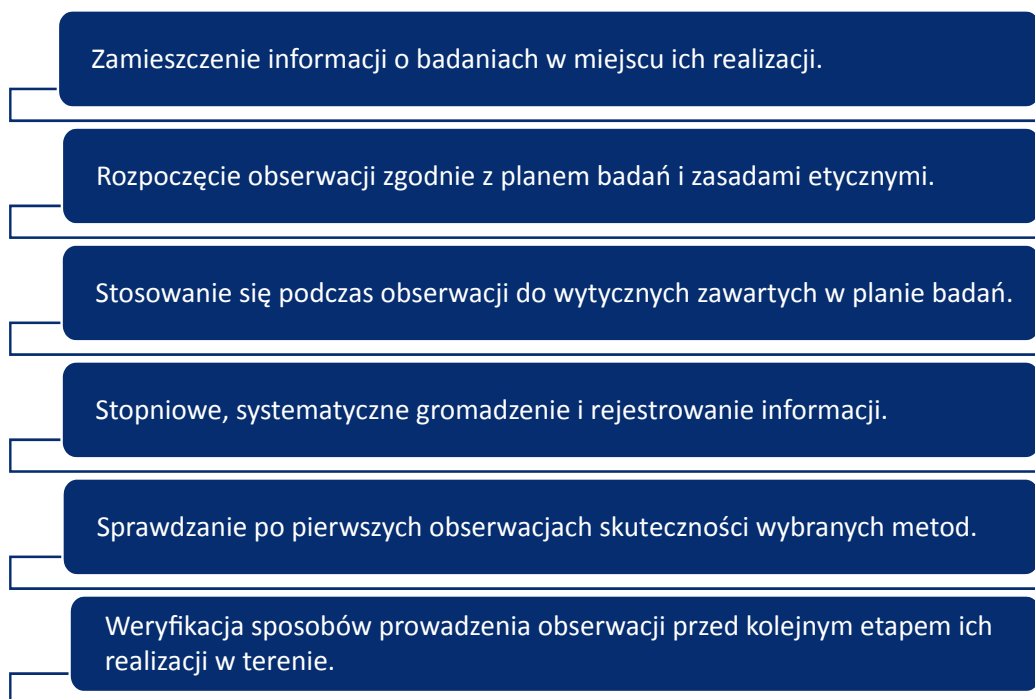 Zamieszczenie informacji o badaniach w miejscu ich realizacji.
Rozpoczęcie obserwacji zgodnie z planem badań i zasadami etycznymi.
Stosowanie się podczas obserwacji do wytycznych zawartych w planie badań.
Stopniowe, systematyczne gromadzenie i rejestrowanie informacji.
Sprawdzanie po pierwszych obserwacjach skuteczności wybranych metod.
Weryfikacja sposobów prowadzenia obserwacji przed kolejnym etapem ich
realizacji w terenie.